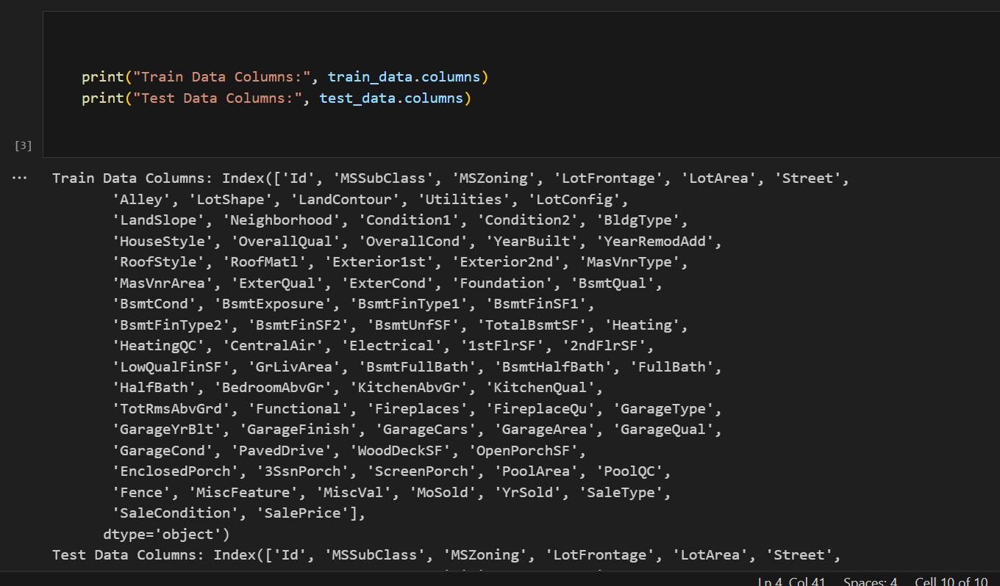 print("Train Data Columns:", train_data.columns)
print("Test Data Columns:", test_data.columns)
[3]
... Train Data Columns: Index(['Id', 'MSSubClass', 'MSZoning', 'LotFrontage', 'LotArea', 'Street',
'Alley', 'LotShape', 'LandContour', 'Utilities', 'LotConfig',
'LandSlope', 'Neighborhood', 'Condition1', 'Condition2', 'BldgType',
'HouseStyle', 'OverallQual', 'OverallCond', 'YearBuilt', 'YearRemodAdd',
'RoofStyle', 'RoofMatl', 'Exterior1st', 'Exterior2nd', 'MasVnrType',
'MasVnrArea', 'ExterQual', 'ExterCond', 'Foundation', 'BsmtQual',
'BsmtCond', 'BsmtExposure', 'BsmtFinType1', 'BsmtFinSF1',
'BsmtFinType2', 'BsmtFinSF2', 'BsmtUnfSF', 'TotalBsmtSF', 'Heating',
'HeatingQC', 'CentralAir', 'Electrical', '1stFlrSF', '2ndFlrSF',
'LowQualFinSF', 'GrLivArea', 'BsmtFullBath', 'BsmtHalfBath', 'FullBath',
'HalfBath', 'BedroomAbvGr', 'KitchenAbvGr', 'KitchenQual',
'TotRmsAbvGrd', 'Functional', 'Fireplaces', 'FireplaceQu', 'GarageType',
'GarageYrBlt', 'GarageFinish', 'GarageCars', 'GarageArea', 'GarageQual',
'GarageCond', 'PavedDrive', 'WoodDeckSF', 'OpenPorchSF',
'EnclosedPorch', '3SsnPorch', 'ScreenPorch', 'PoolArea', 'PoolQC',
'Fence', 'MiscFeature', 'MiscVal', 'MoSold', 'YrSold', 'SaleType',
'SaleCondition', 'SalePrice'],
dtype='object')
Test Data Columns: Index(['Id', 'MSSubClass', 'MSZoning', 'LotFrontage', 'LotArea', 'Street',
Ln 4, Col 41 Spaces: 4 Cell 10 of 10